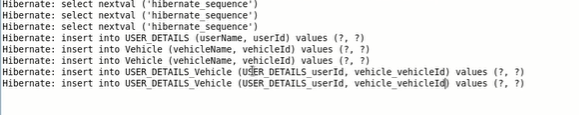 Hibernate: select nextval ('hibernate_sequence')
Hibernate: select nextval ('hibernate_sequence')
Hibernate: select nextval ('hibernate_sequence')
Hibernate: insert into USER_DETAILS (userName, userId) values (?, ?)
Hibernate: insert into Vehicle (vehicleName, vehicleId) values (?, ?)
Hibernate: insert into Vehicle (vehicleName, vehicleId) values (?, ?)
Hibernate: insert into USER_DETAILS_Vehicle (USER_DETAILS_userId, vehicle_vehicleId) values (?, ?)
Hibernate: insert into USER_DETAILS_Vehicle (USER_DETAILS_userId, vehicle_vehicleId) values (?, ?)